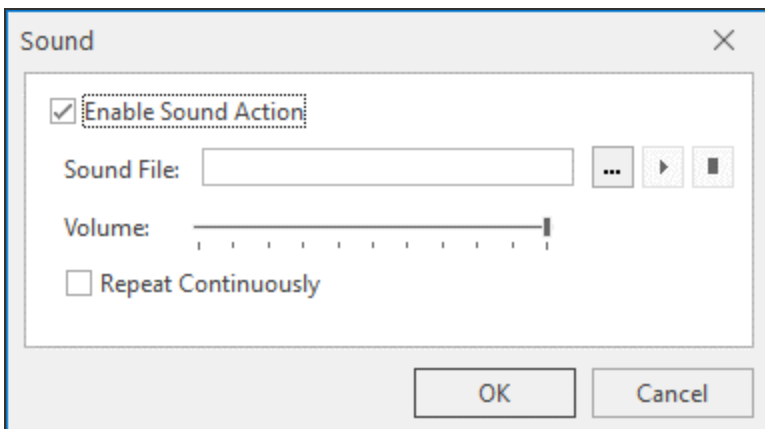 Sound
Enable Sound Action
Sound File:
...
Volume:
Repeat Continuously
OK
Cancel